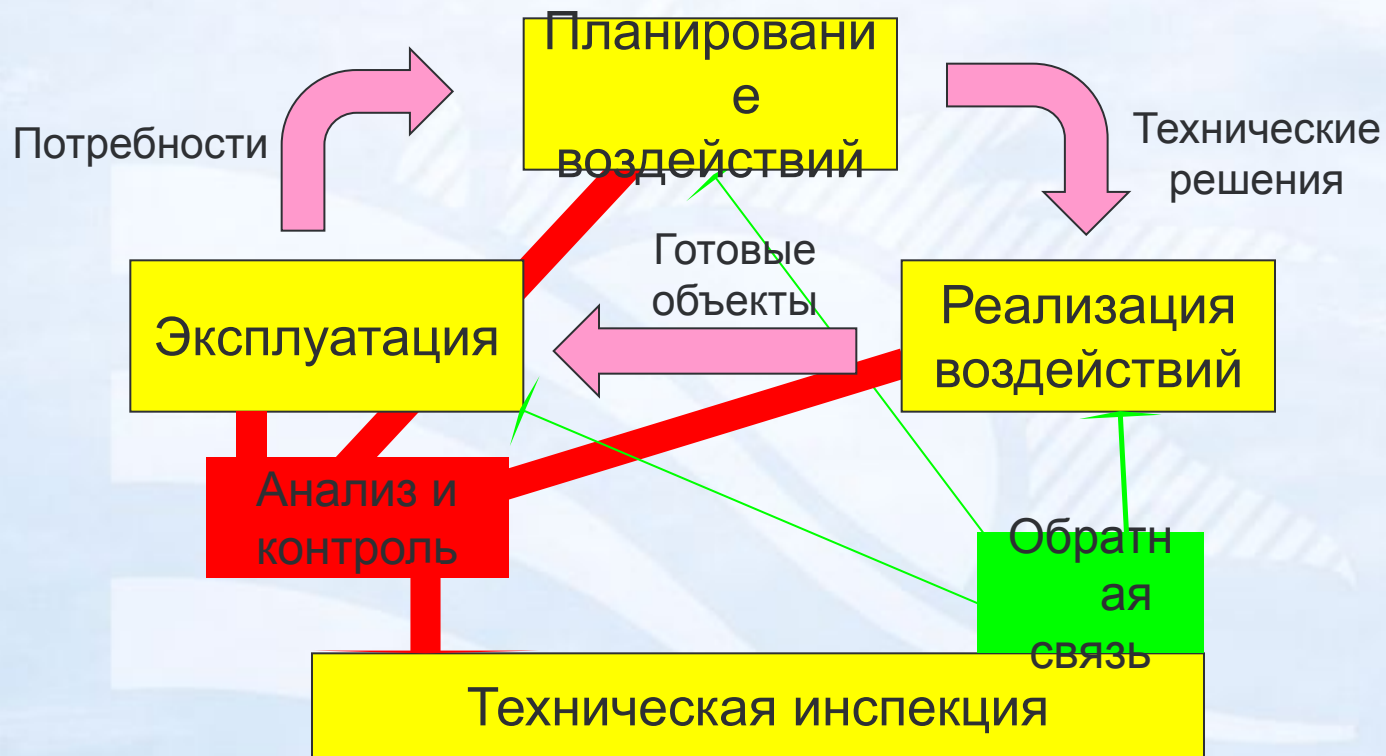 Планировани
е
воздействий
Потребности
Технические
решения
Готовые
объекты
Эксплуатация
Реализация
воздействий
Анализ и
контроль
Обратн
ая
связь
Техническая инспекция